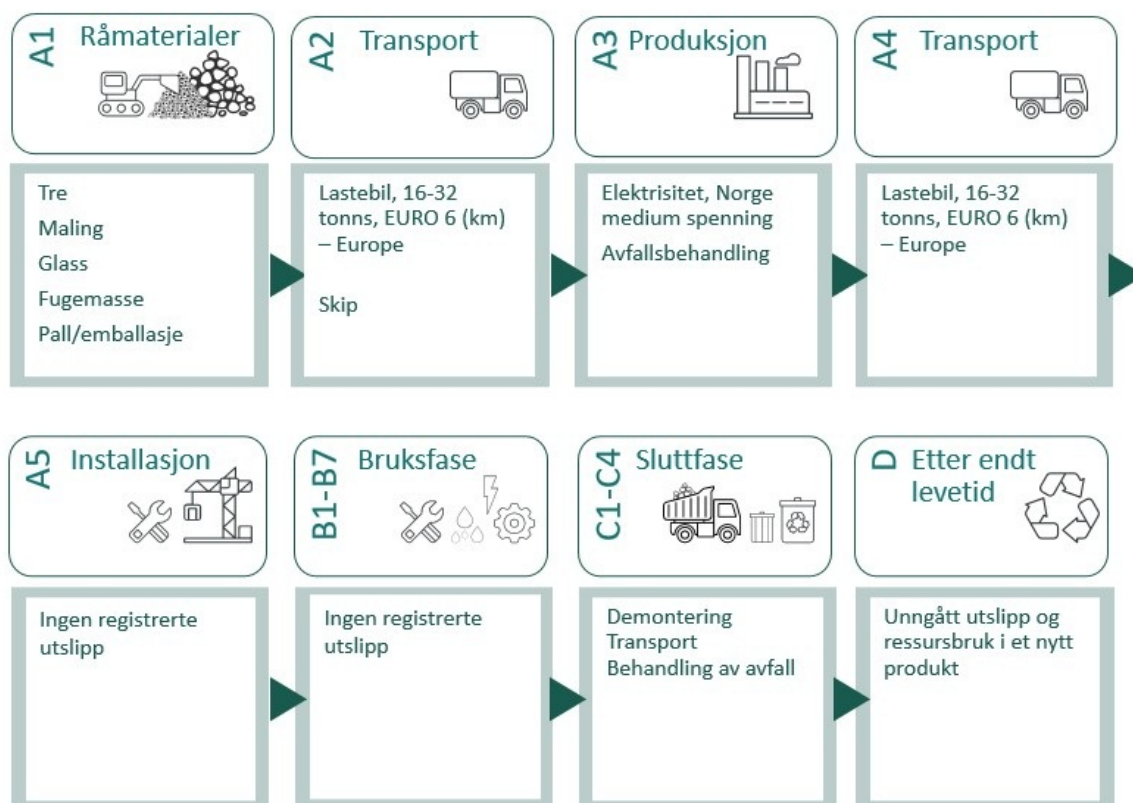 A1 Råmaterialer
Tre
Maling
Glass
Fugemasse
Pall/emballasje
A2 Transport
Lastebil, 16-32
tonns, EURO 6 (km)
– Europe
Skip
A3 Produksjon
Elektrisitet, Norge
medium spenning
Avfallsbehandling
A4 Transport
Lastebil, 16-32
tonns, EURO 6 (km)
– Europe
A5 Installasjon
Ingen registrerte
utslipp
B1-B7 Bruksfase
Ingen registrerte
utslipp
C1-C4 Sluttfase
Demontering
Transport
Behandling av avfall
D Etter endt
levetid
Unngått utslipp og
ressursbruk i et nytt
produkt